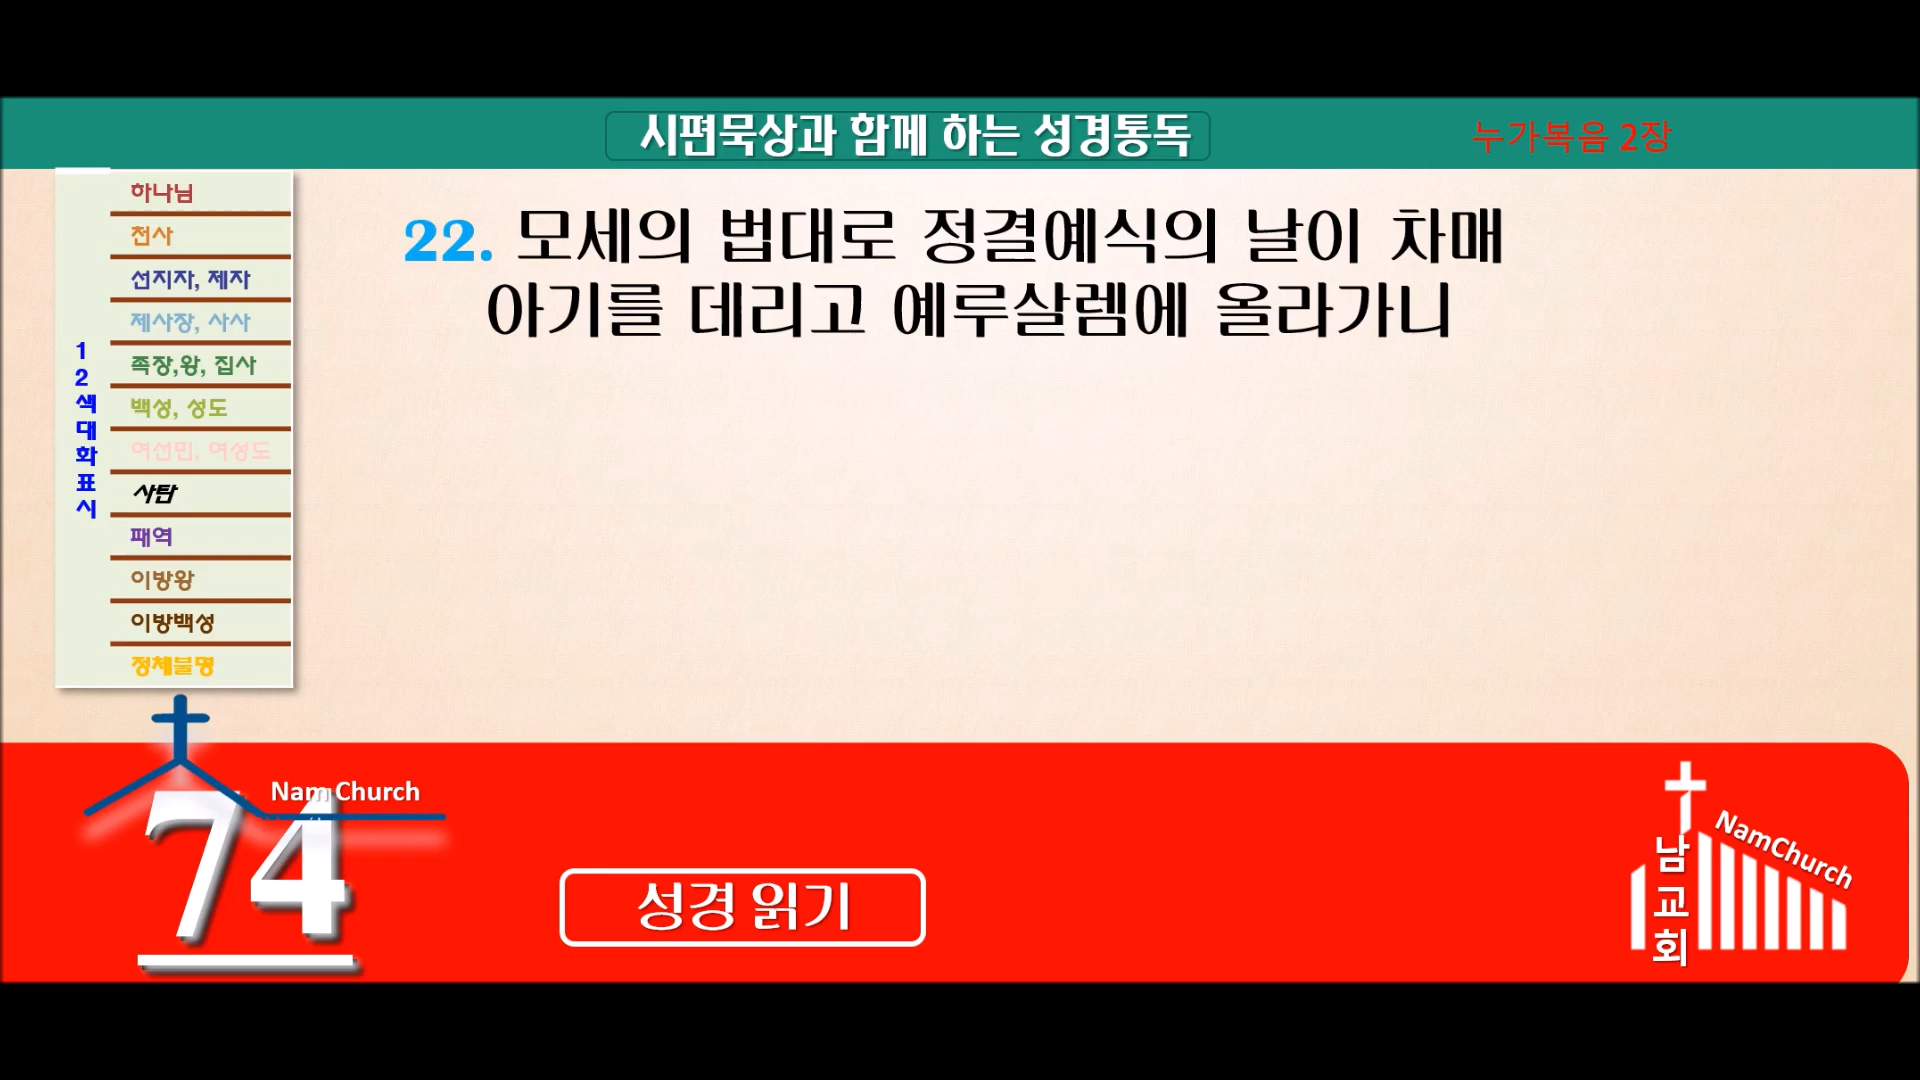 시편묵상과 함께 하는 성경통독
누가복음 2장
하나님
천사
선지자, 제자
제사장, 사사
족장,왕, 집사
백성, 성도
여선민, 여성도
사탄
패역
이방왕
이방백성
정체불명
12색대화표시
22. 모세의 법대로 정결예식의 날이 차매
아기를 데리고 예루살렘에 올라가니
Nam Church
74
성경 읽기
NamChurch
남교회